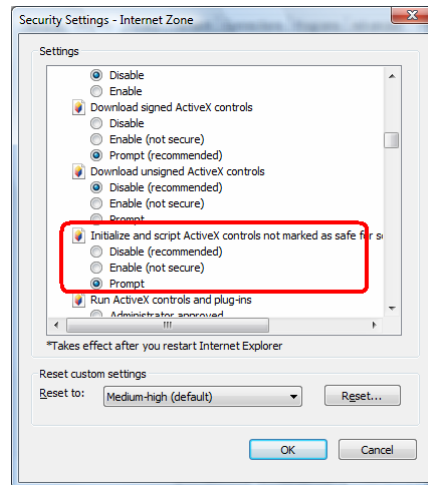 Security Settings - Internet Zone
Settings
Disable
Enable
Download signed ActiveX controls
Disable
Enable (not secure)
Prompt (recommended)
Download unsigned ActiveX controls
Disable (recommended)
Enable (not secure)
Prompt
Initialize and script ActiveX controls not marked as safe for s
Disable (recommended)
Enable (not secure)
Prompt
Run ActiveX controls and plug-ins
Administrator approved
*Takes effect after you restart Internet Explorer
Reset custom settings
Reset to:
Medium-high (default)
Reset...
OK
Cancel